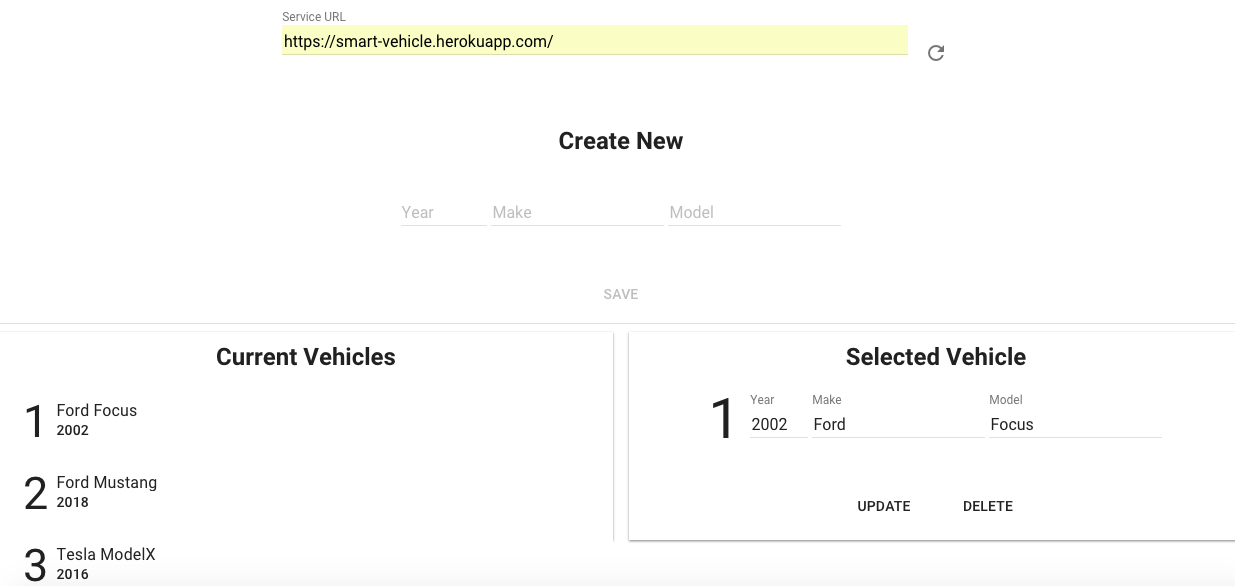 Service URL
https://smart-vehicle.herokuapp.com/
Create New
Year Make Model
SAVE
Current Vehicles
1 Ford Focus
2002
2 Ford Mustang
2018
3 Tesla ModelX
2016
Selected Vehicle
Year Make Model
1 2002 Ford Focus
UPDATE DELETE